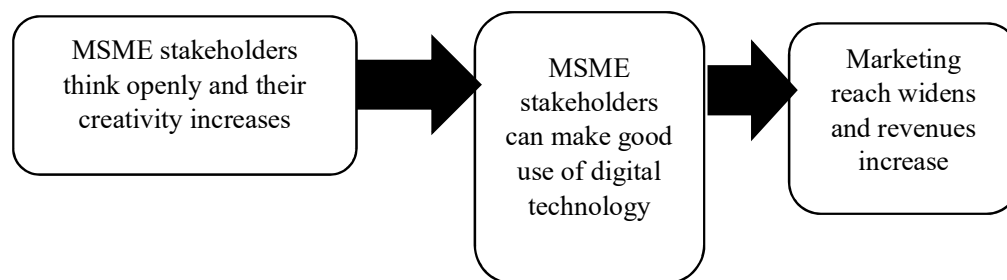 MSME stakeholders
think openly and their
creativity increases
MSME
stakeholders
can make good
use of digital
technology
Marketing
reach widens
and revenues
increase